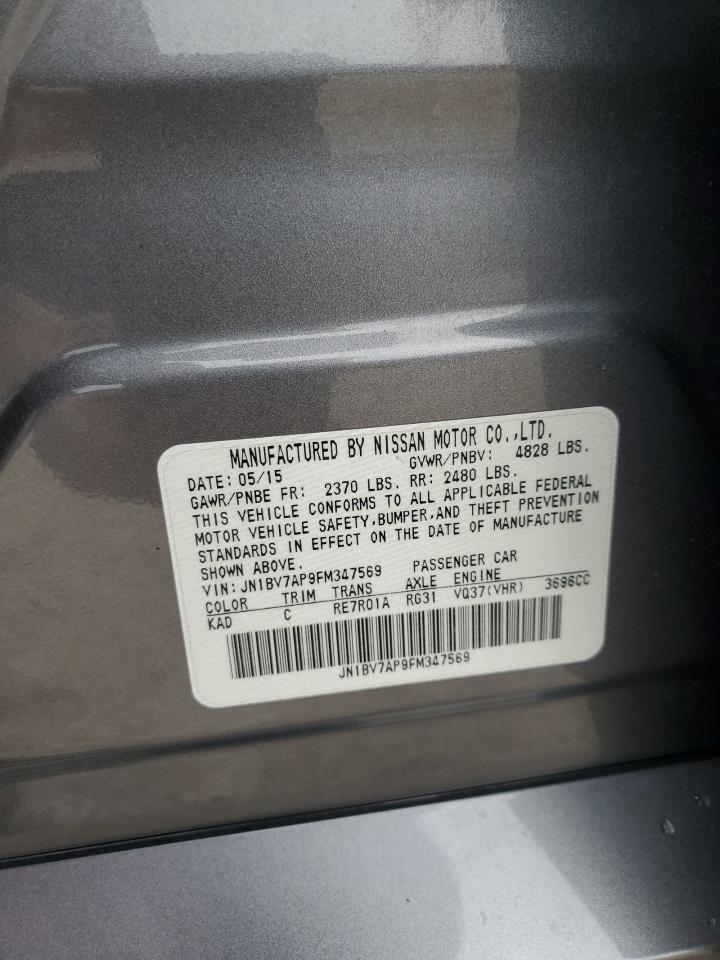 MANUFACTURED BY NISSAN MOTOR CO.,LTD.
DATE: 05/15 GVWR/PNBV: 4828 LBS.
GAWR/PNBE FR: 2370 LBS. RR: 2480 LBS.
THIS VEHICLE CONFORMS TO ALL APPLICABLE FEDERAL
MOTOR VEHICLE SAFETY,BUMPER,AND THEFT PREVENTION
STANDARDS IN EFFECT ON THE DATE OF MANUFACTURE
SHOWN ABOVE.
VIN: JN1BV7AP9FM347569 PASSENGER CAR
COLOR TRIM TRANS AXLE ENGINE
KAD C RE7R01A RG31 VQ37(VHR) 3696CC
JN1BV7AP9FM347569